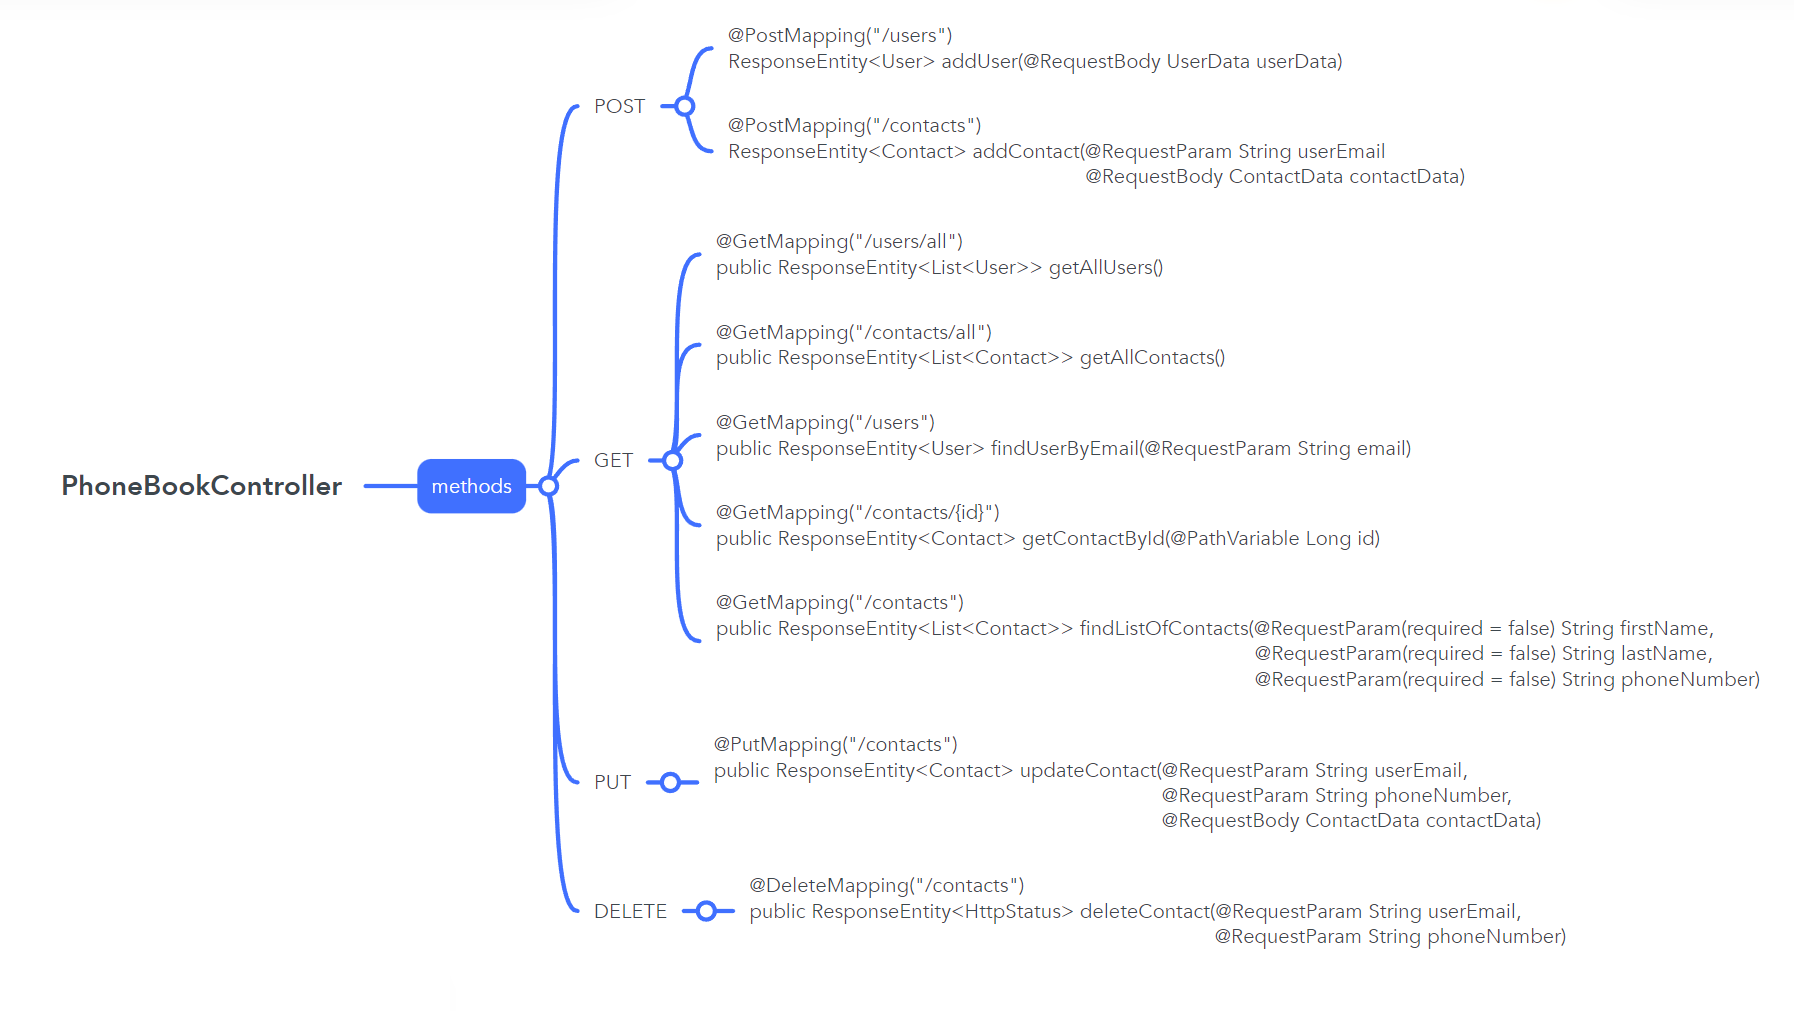 PhoneBookController
methods
POST
@PostMapping("/users")
ResponseEntity<User> addUser(@RequestBody UserData userData)
@PostMapping("/contacts")
ResponseEntity<Contact> addContact(@RequestParam String userEmail
@RequestBody ContactData contactData)
GET
@GetMapping("/users/all")
public ResponseEntity<List<User>> getAllUsers()
@GetMapping("/contacts/all")
public ResponseEntity<List<Contact>> getAllContacts()
@GetMapping("/users")
public ResponseEntity<User> findUserByEmail(@RequestParam String email)
@GetMapping("/contacts/{id}")
public ResponseEntity<Contact> getContactById(@PathVariable Long id)
@GetMapping("/contacts")
public ResponseEntity<List<Contact>> findListOfContacts(@RequestParam(required = false) String firstName,
@RequestParam(required = false) String lastName,
@RequestParam(required = false) String phoneNumber)
PUT
@PutMapping("/contacts")
public ResponseEntity<Contact> updateContact(@RequestParam String userEmail,
@RequestParam String phoneNumber,
@RequestBody ContactData contactData)
DELETE
@DeleteMapping("/contacts")
public ResponseEntity<HttpStatus> deleteContact(@RequestParam String userEmail,
@RequestParam String phoneNumber)